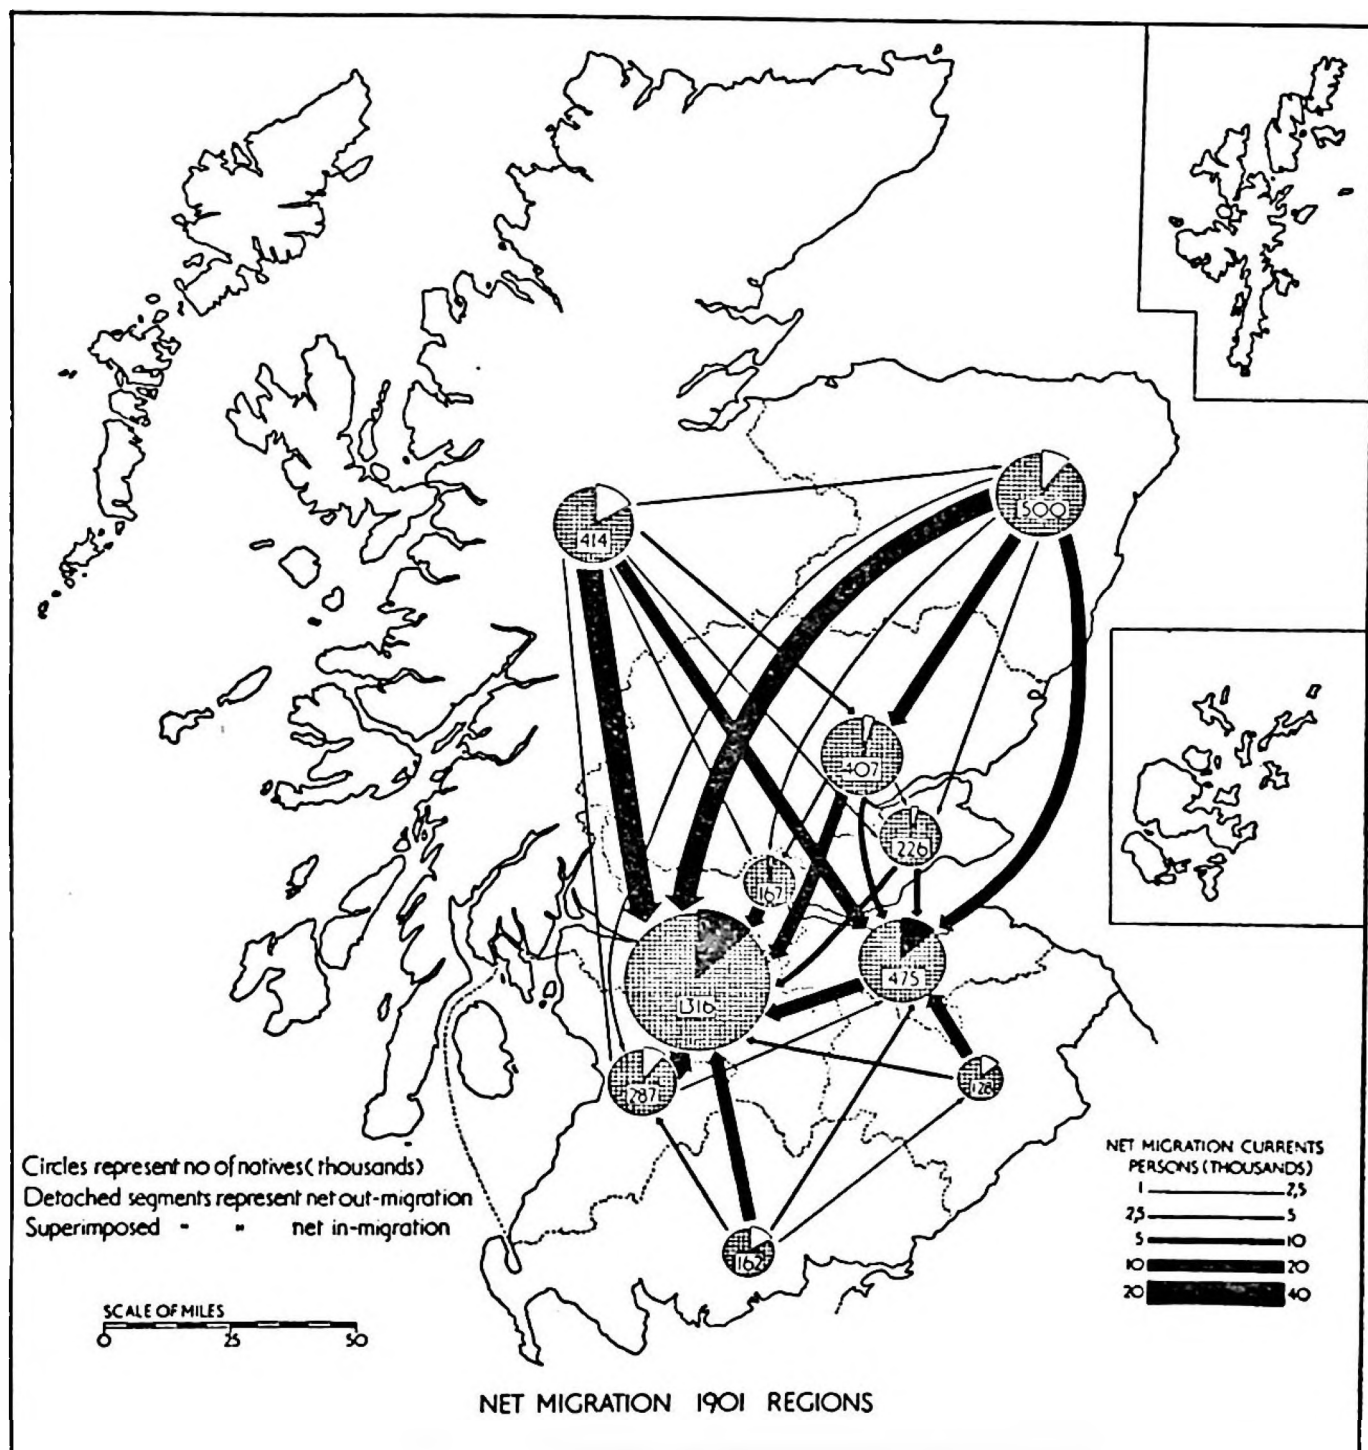 500
414
407
226
167
475
1316
287
128
162
Circles represent no of natives (thousands)
Detached segments represent net out-migration
Superimposed " " net in-migration
SCALE OF MILES
0 25 50
NET MIGRATION CURRENTS
PERSONS (THOUSANDS)
1 2,5
2,5 5
5 10
10 20
20 40
NET MIGRATION 1901 REGIONS